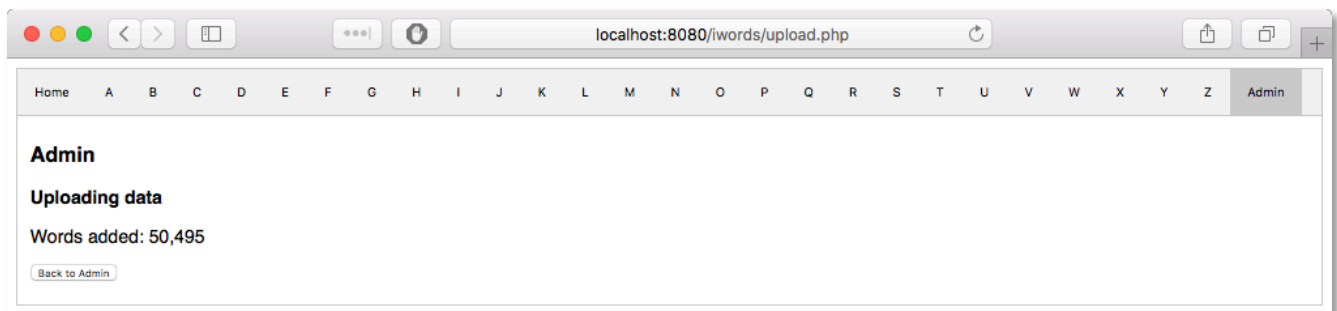 localhost:8080/iwords/upload.php
Home A B C D E F G H I J K L M N O P Q R S T U V W X Y Z Admin
Admin
Uploading data
Words added: 50,495
Back to Admin